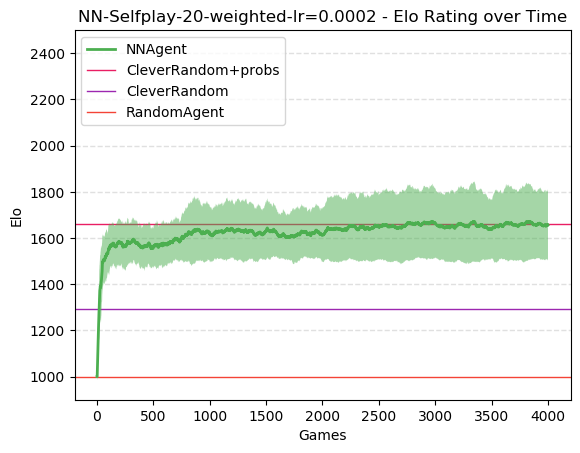 NN-Selfplay-20-weighted-lr=0.0002 - Elo Rating over Time
NNAgent
CleverRandom+probs
CleverRandom
RandomAgent
2400
2200
2000
1800
1600
1400
1200
1000
Elo
0 500 1000 1500 2000 2500 3000 3500 4000
Games